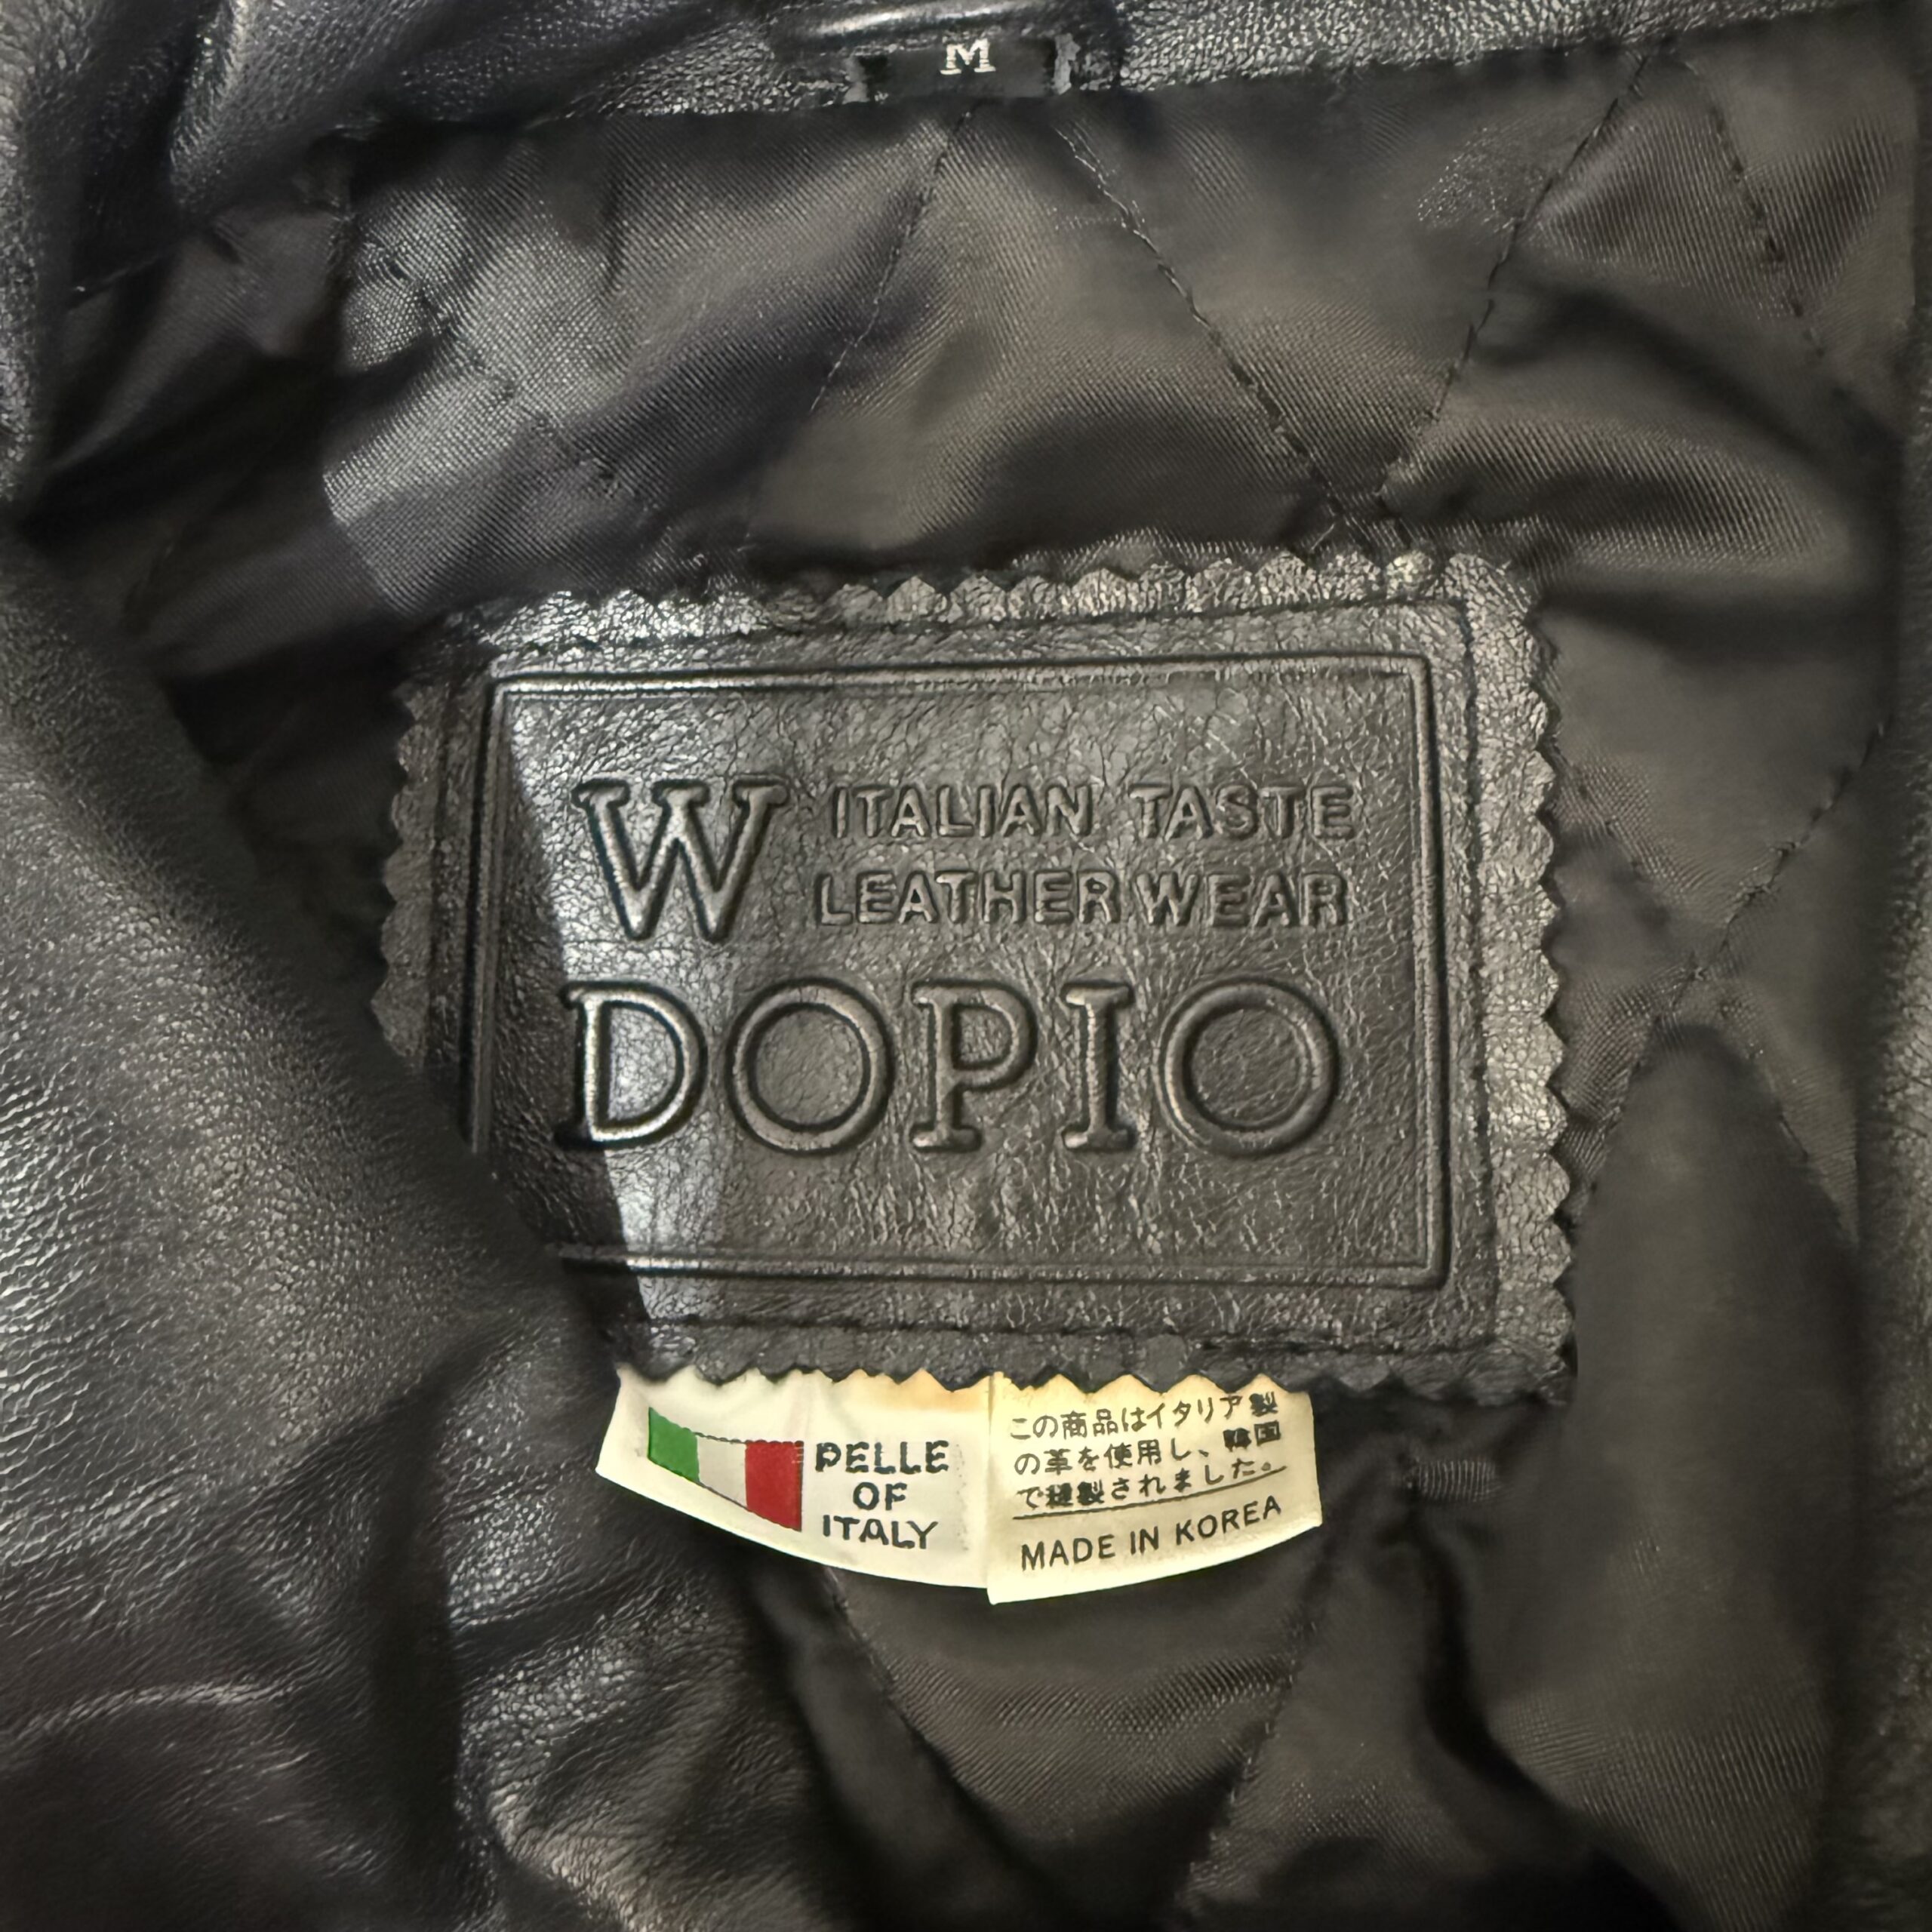 M
W ITALIAN TASTE
LEATHER WEAR
DOPIO
PELLE
OF
ITALY
この商品はイタリア製
の革を使用し、韓国
で縫製されました。
MADE IN KOREA